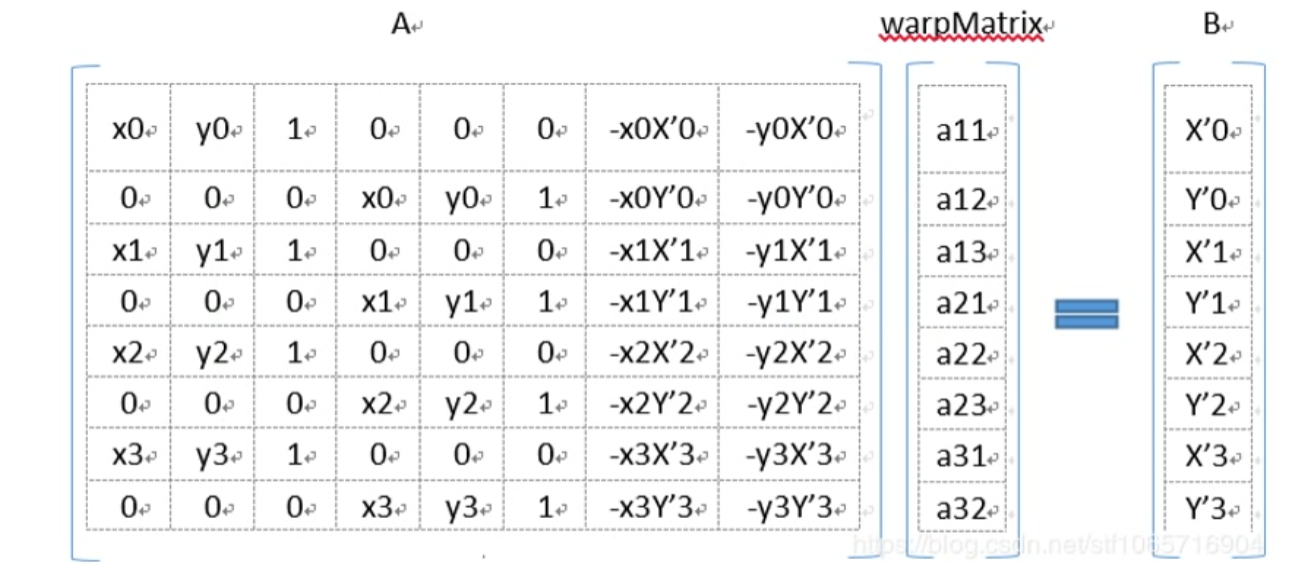 A warpMatrix B
x0 y0 1 0 0 0 -x0X’0 -y0X’0 a11 X’0
0 0 0 x0 y0 1 -x0Y’0 -y0Y’0 a12 Y’0
x1 y1 1 0 0 0 -x1X’1 -y1X’1 a13 X’1
0 0 0 x1 y1 1 -x1Y’1 -y1Y’1 a21 Y’1
x2 y2 1 0 0 0 -x2X’2 -y2X’2 a22 X’2
0 0 0 x2 y2 1 -x2Y’2 -y2Y’2 a23 Y’2
x3 y3 1 0 0 0 -x3X’3 -y3X’3 a31 X’3
0 0 0 x3 y3 1 -x3Y’3 -y3Y’3 a32 Y’3
https://blog.csdn.net/stf1065716904